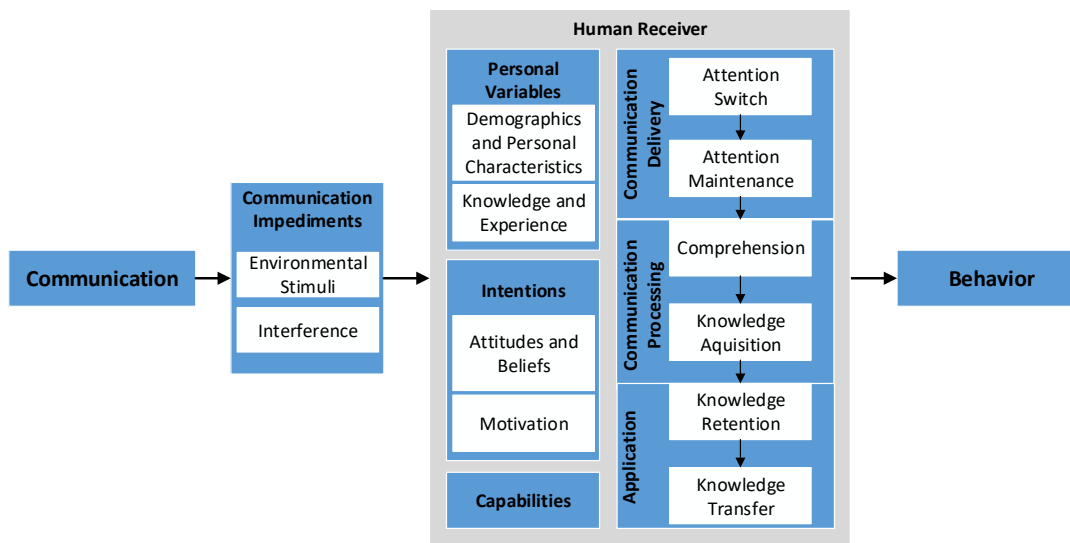 Communication
Communication
Impediments
Environmental
Stimuli
Interference
Human Receiver
Personal
Variables
Demographics
and Personal
Characteristics
Knowledge and
Experience
Intentions
Attitudes and
Beliefs
Motivation
Capabilities
Communication
Delivery
Attention
Switch
Attention
Maintenance
Communication
Processing
Comprehension
Knowledge
Aquisition
Application
Knowledge
Retention
Knowledge
Transfer
Behavior